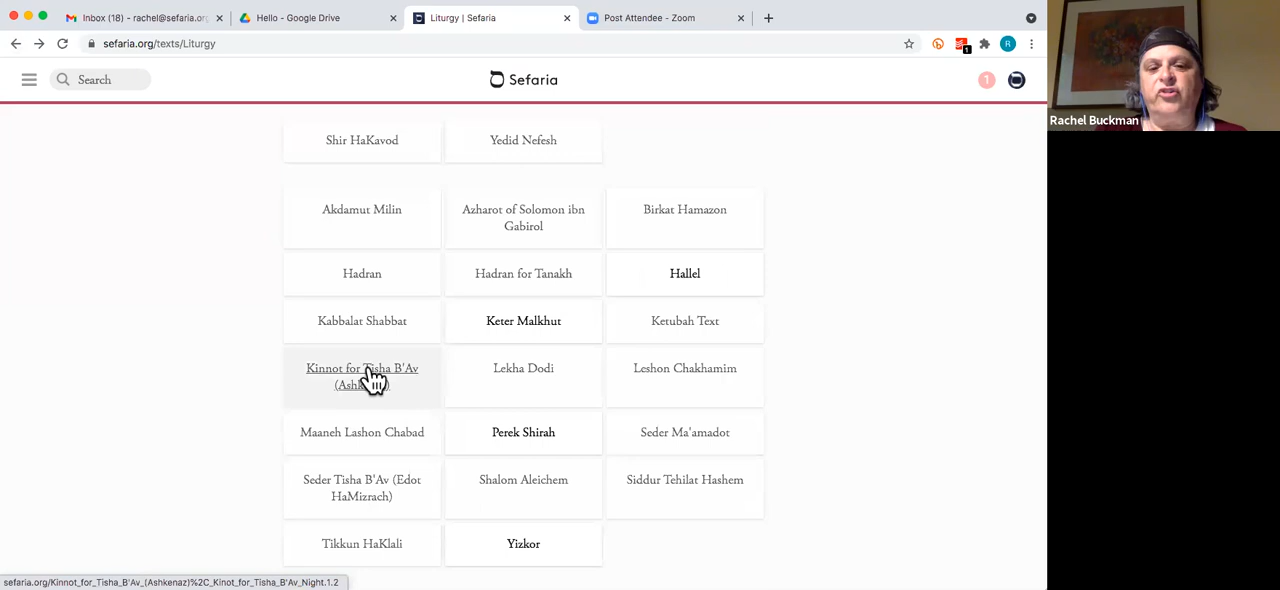 Inbox (18) - rachel@sefaria.org
Hello - Google Drive
Liturgy | Sefaria
Post Attendee - Zoom
sefaria.org/texts/Liturgy
1
R
Search
Sefaria
1
Rachel Buckman
Shir HaKavod
Yedid Nefesh
Akdamut Milin
Azharot of Solomon ibn
Gabirol
Birkat Hamazon
Hadran
Hadran for Tanakh
Hallel
Kabbalat Shabbat
Keter Malkhut
Ketubah Text
Kinnot for Tisha B'Av
Lekha Dodi
Leshon Chakhamim
Maaneh Lashon Chabad
Perek Shirah
Seder Ma'amadot
Seder Tisha B'Av (Edot
HaMizrach)
Shalom Aleichem
Siddur Tehilat Hashem
Tikkun HaKlali
Yizkor
sefaria.org/Kinnot_for_Tisha_B'Av_(Ashkenaz)%2C_Kinot_for_Tisha_B'Av_Night.1.2